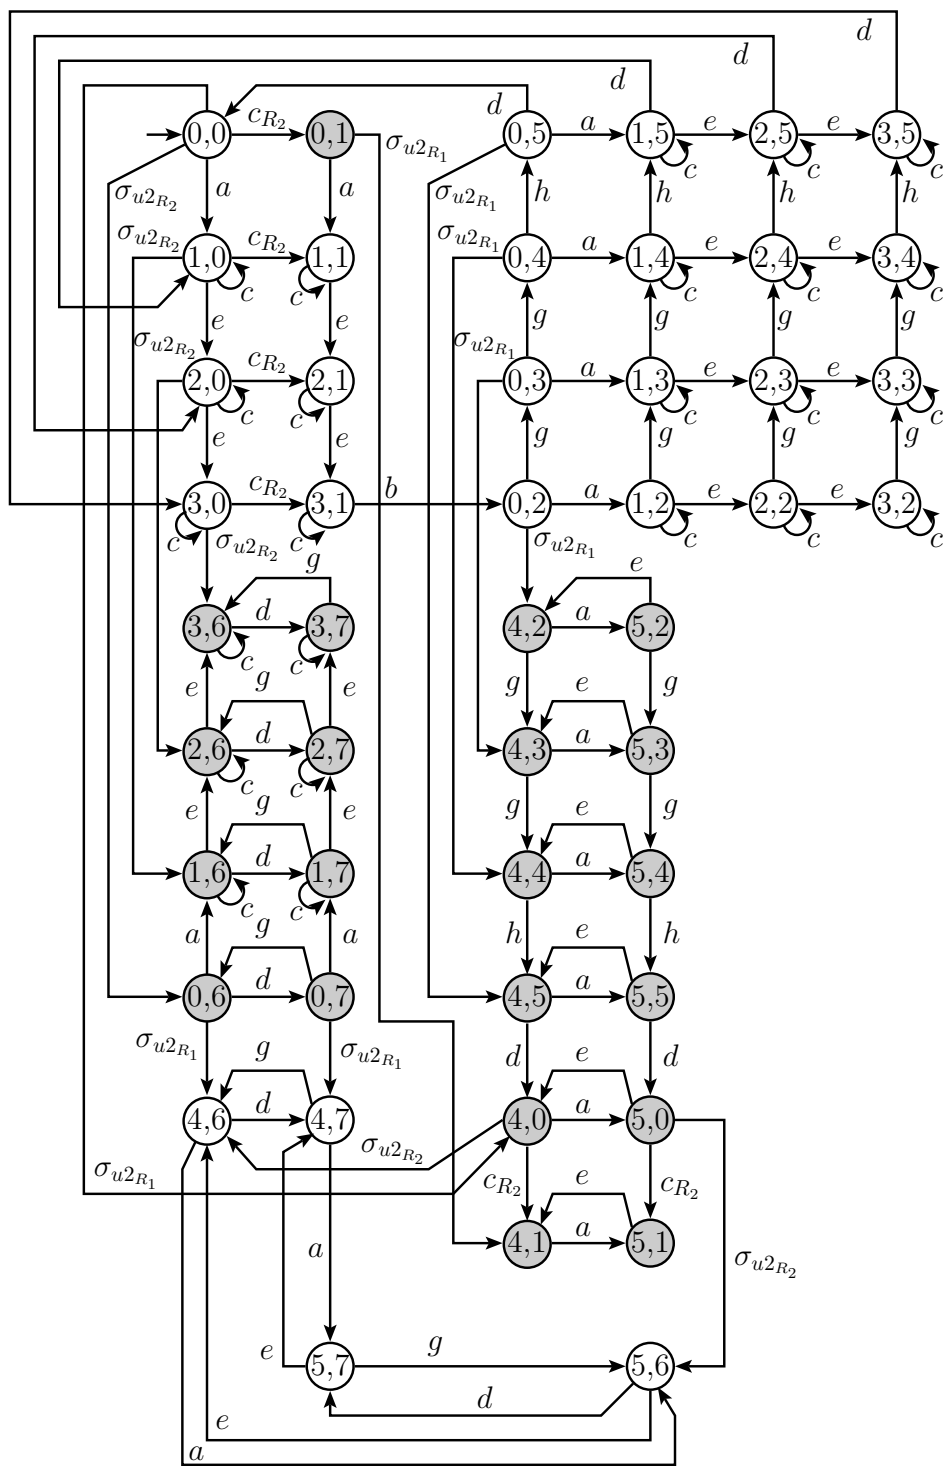 d
d
d
d
0,0 c_{R_2} 0,1 σ_{u2_{R_1}} 0,5 a 1,5 e 2,5 e 3,5
c c c
σ_{u2_{R_2}} a a σ_{u2_{R_1}} h h h h
σ_{u2_{R_2}} 1,0 c_{R_2} 1,1 σ_{u2_{R_1}} 0,4 a 1,4 e 2,4 e 3,4
c c c c c
σ_{u2_{R_2}} e e σ_{u2_{R_1}} g g g g
2,0 c_{R_2} 2,1 0,3 a 1,3 e 2,3 e 3,3
c c c c c
e e g g g g
3,0 c_{R_2} 3,1 b 0,2 a 1,2 e 2,2 e 3,2
c c c c c
σ_{u2_{R_2}} g σ_{u2_{R_1}} e
3,6 d 3,7 4,2 a 5,2
c c
e g e g e g
2,6 d 2,7 4,3 a 5,3
c c
e g e g e g
1,6 d 1,7 4,4 a 5,4
c c
a g a h e h
0,6 d 0,7 4,5 a 5,5
σ_{u2_{R_1}} g σ_{u2_{R_1}} d e d
4,6 d 4,7 4,0 a 5,0
σ_{u2_{R_2}}
σ_{u2_{R_1}} c_{R_2} e c_{R_2}
4,1 a 5,1
a σ_{u2_{R_2}}
e 5,7 g 5,6
d
e
a